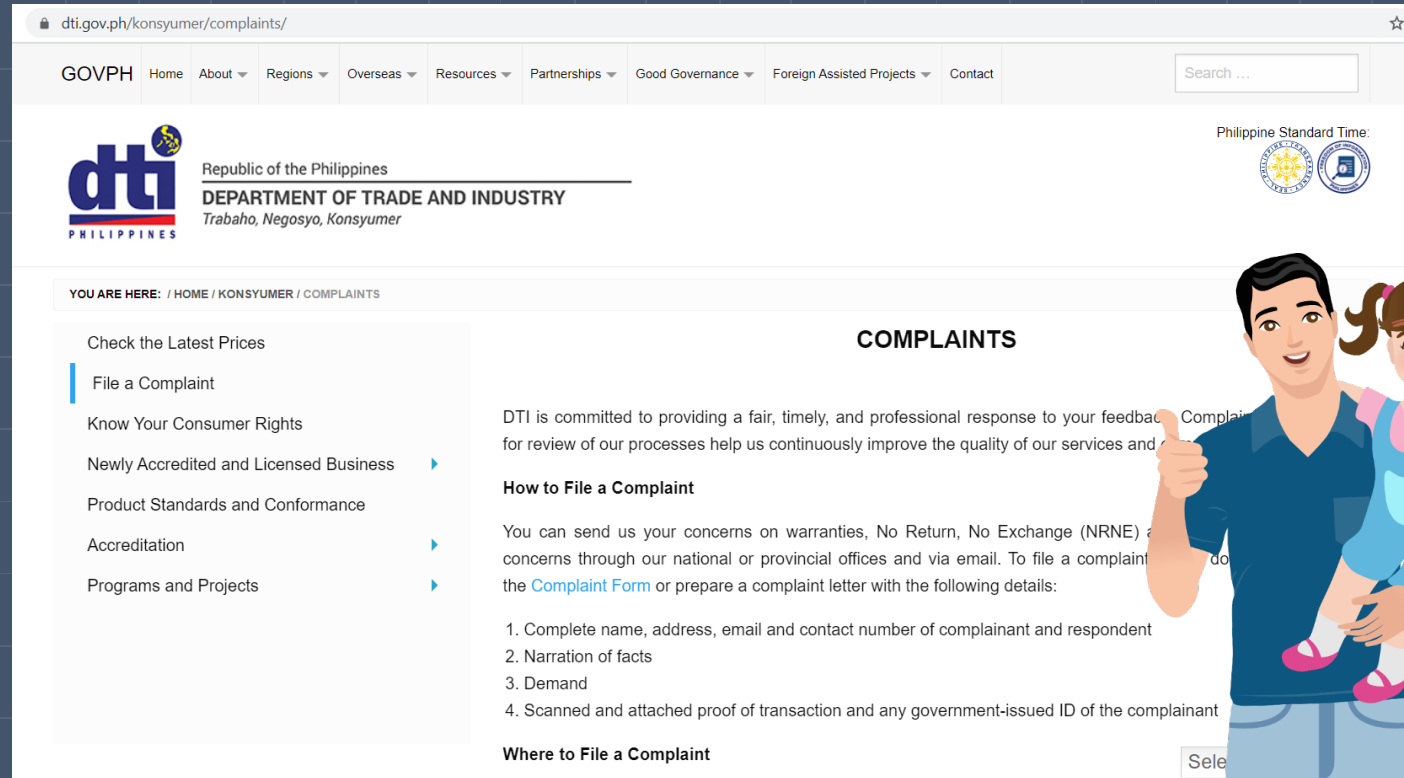 dti.gov.ph/konsyumer/complaints/
GOVPH Home About Regions Overseas Resources Partnerships Good Governance Foreign Assisted Projects Contact
Search ...
Philippine Standard Time:
dti
PHILIPPINES
Republic of the Philippines
DEPARTMENT OF TRADE AND INDUSTRY
Trabaho, Negosyo, Konsyumer
YOU ARE HERE: / HOME / KONSYUMER / COMPLAINTS
Check the Latest Prices
File a Complaint
Know Your Consumer Rights
Newly Accredited and Licensed Business
Product Standards and Conformance
Accreditation
Programs and Projects
COMPLAINTS
DTI is committed to providing a fair, timely, and professional response to your
for review of our processes help us continuously improve the quality of our services and
How to File a Complaint
You can send us your concerns on warranties, No Return, No Exchange (NRNE)
concerns through our national or provincial offices and via email. To file a complaint
the Complaint Form or prepare a complaint letter with the following details:
1. Complete name, address, email and contact number of complainant and respondent
2. Narration of facts
3. Demand
4. Scanned and attached proof of transaction and any government-issued ID of the complainant
Where to File a Complaint